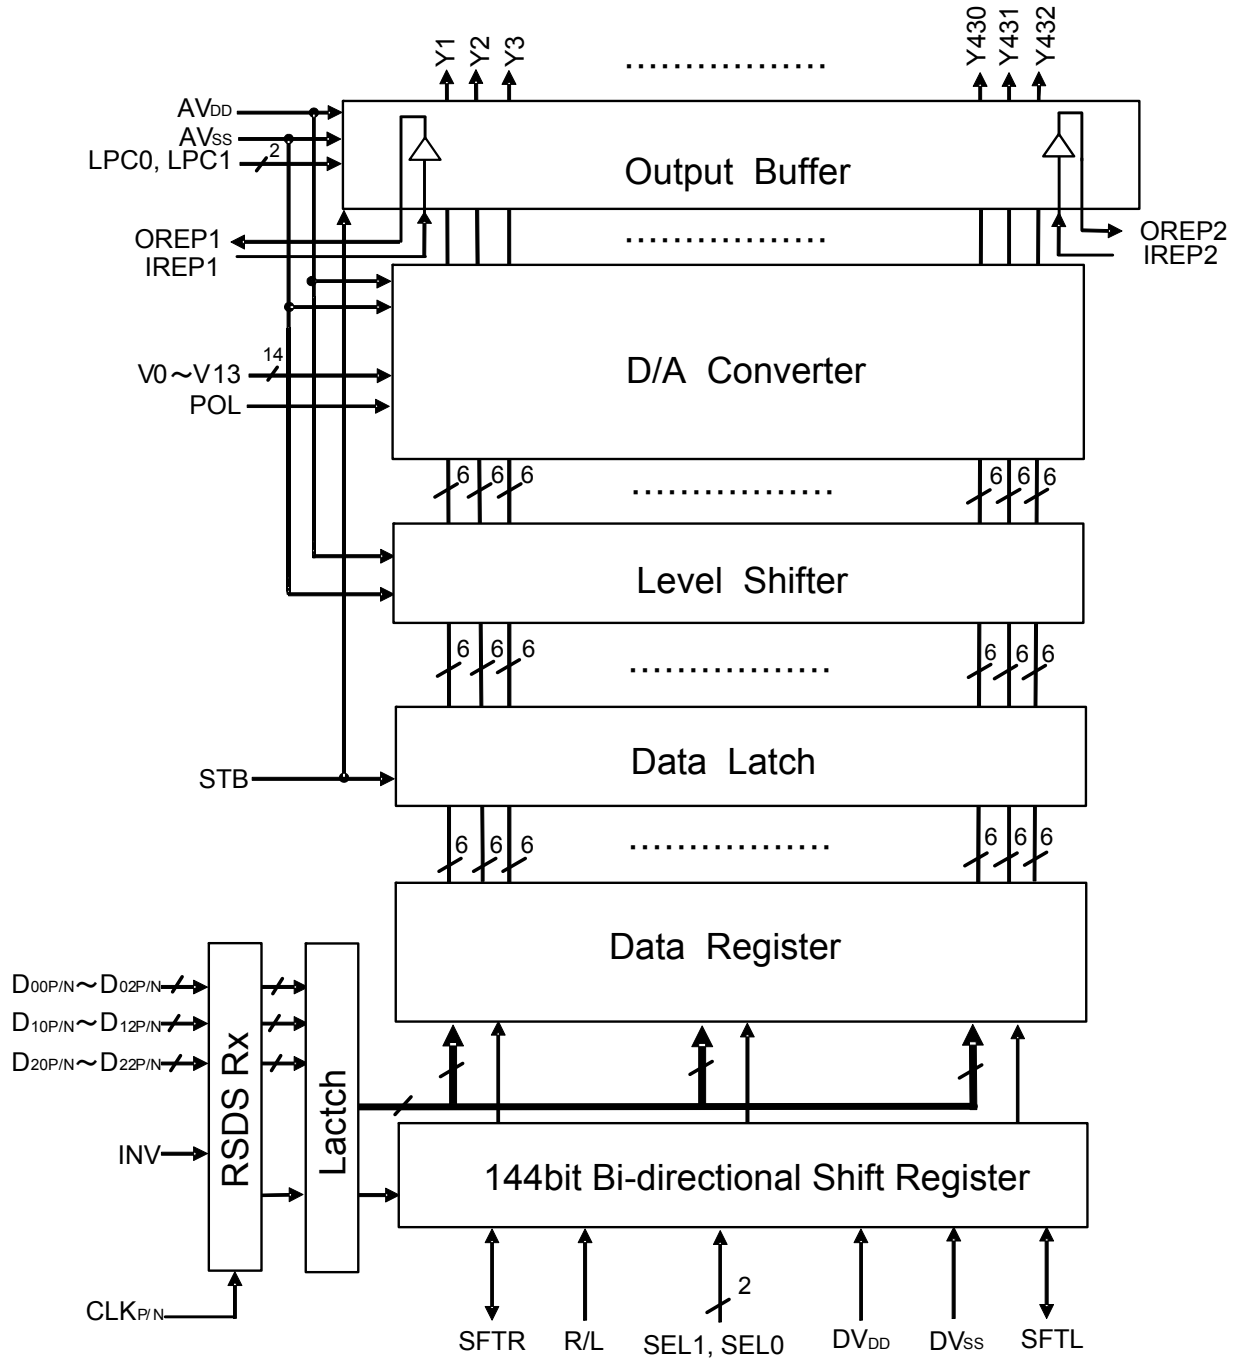 Y1 Y2 Y3 .................... Y430 Y431 Y432
AVDD
AVSS
LPC0, LPC1 2
Output Buffer
OREP1 .................... OREP2
IREP1 IREP2
V0～V13 14
D/A Converter
POL
6 6 6 .................... 6 6 6
Level Shifter
6 6 6 .................... 6 6 6
Data Latch
STB
6 6 6 .................... 6 6 6
Data Register
D00P/N～D02P/N
D10P/N～D12P/N
D20P/N～D22P/N
RSDS Rx
Lactch
INV
144bit Bi-directional Shift Register
CLKP/N
2
SFTR R/L SEL1, SEL0 DVDD DVSS SFTL